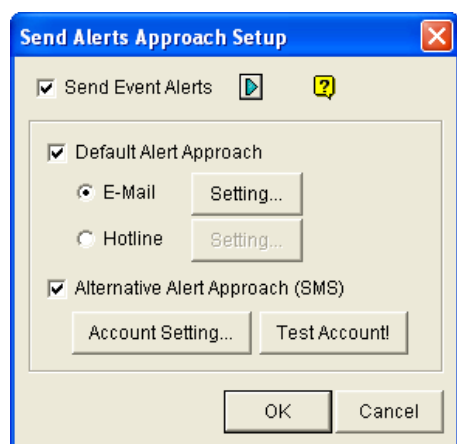 Send Alerts Approach Setup
Send Event Alerts ?
Default Alert Approach
E-Mail Setting...
Hotline Setting...
Alternative Alert Approach (SMS)
Account Setting... Test Account!
OK Cancel